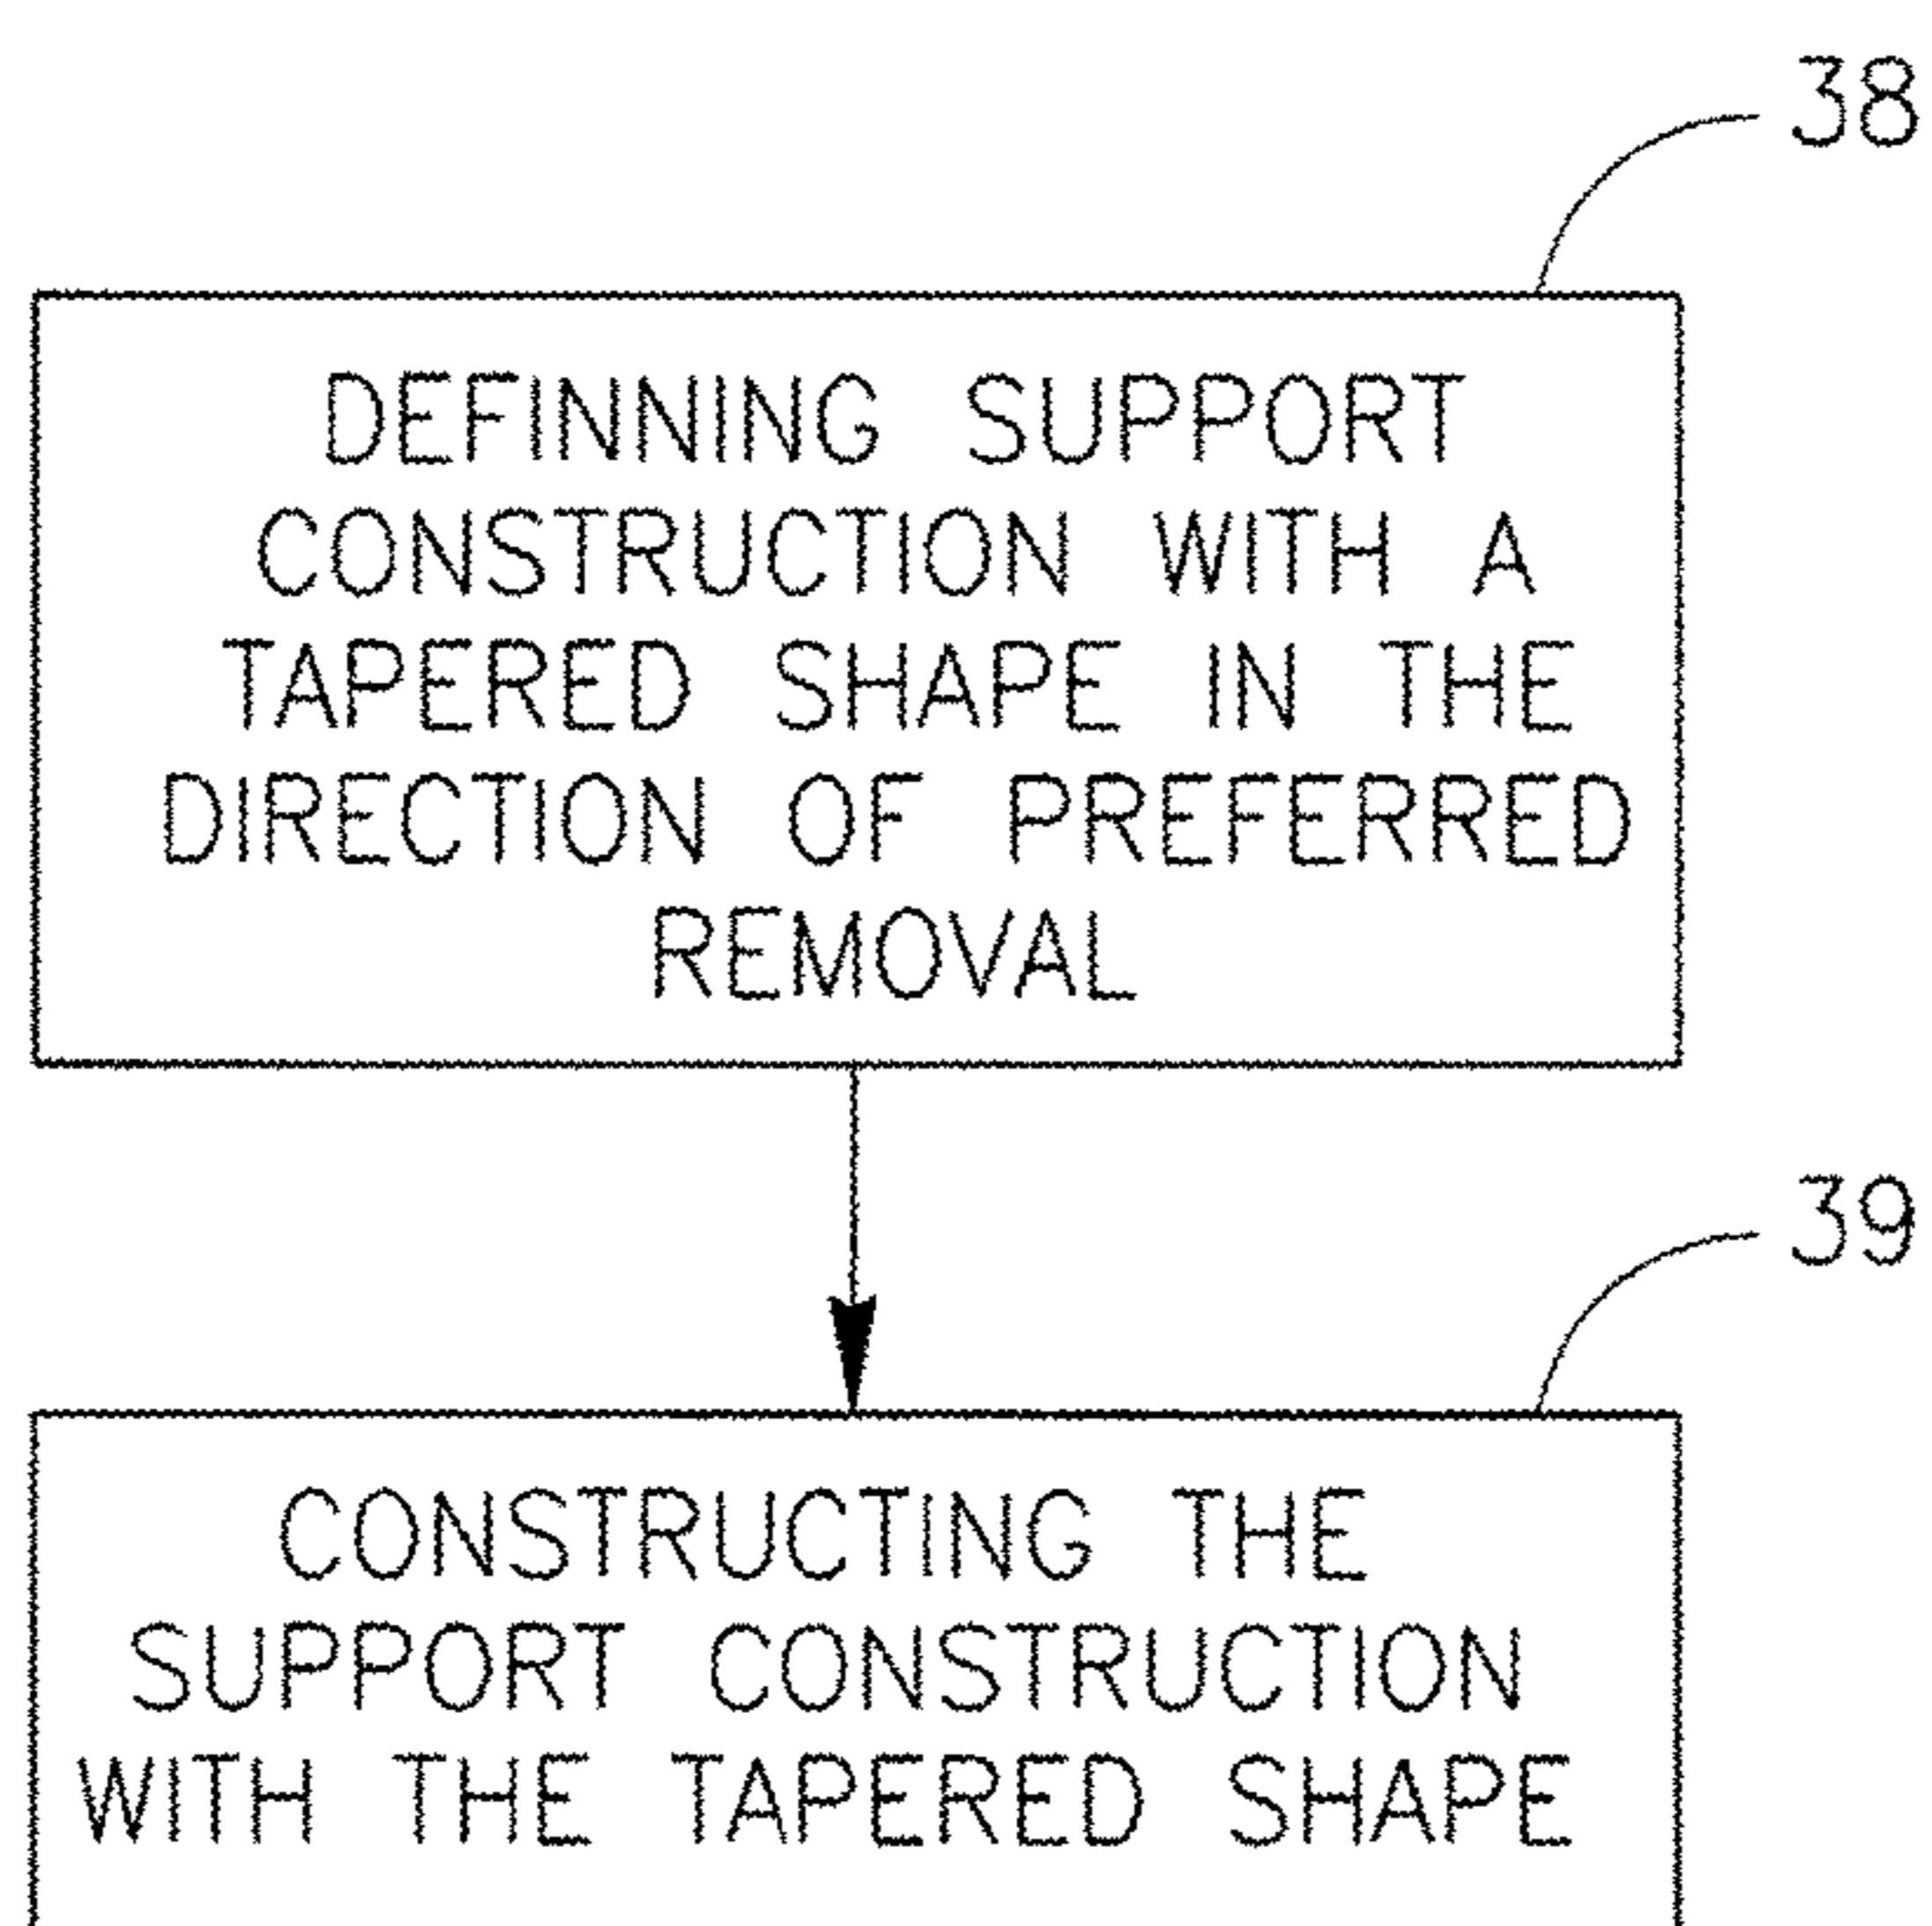 38
DEFINNING SUPPORT
CONSTRUCTION WITH A
TAPERED SHAPE IN THE
DIRECTION OF PREFERRED
REMOVAL
39
CONSTRUCTING THE
SUPPORT CONSTRUCTION
WITH THE TAPERED SHAPE